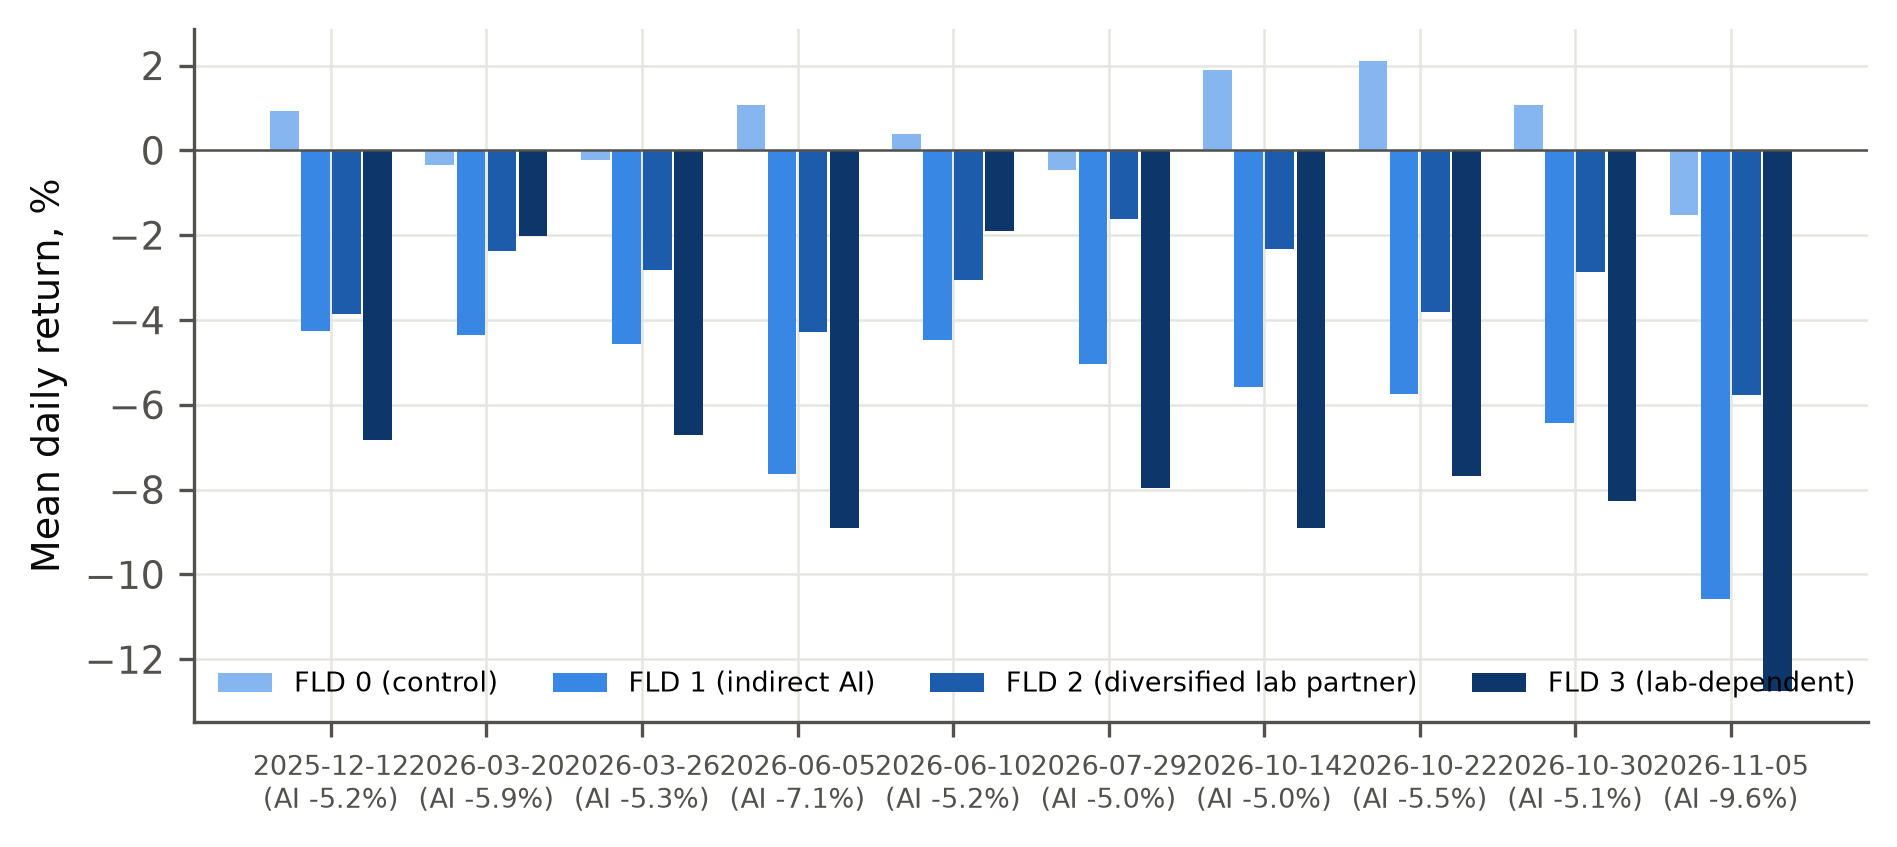 Mean daily return, %
2
0
−2
−4
−6
−8
−10
−12
FLD 0 (control) FLD 1 (indirect AI) FLD 2 (diversified lab partner) FLD 3 (lab-dependent)
2025-12-12 2026-03-20 2026-03-26 2026-06-05 2026-06-10 2026-07-29 2026-10-14 2026-10-22 2026-10-30 2026-11-05
(AI -5.2%) (AI -5.9%) (AI -5.3%) (AI -7.1%) (AI -5.2%) (AI -5.0%) (AI -5.0%) (AI -5.5%) (AI -5.1%) (AI -9.6%)